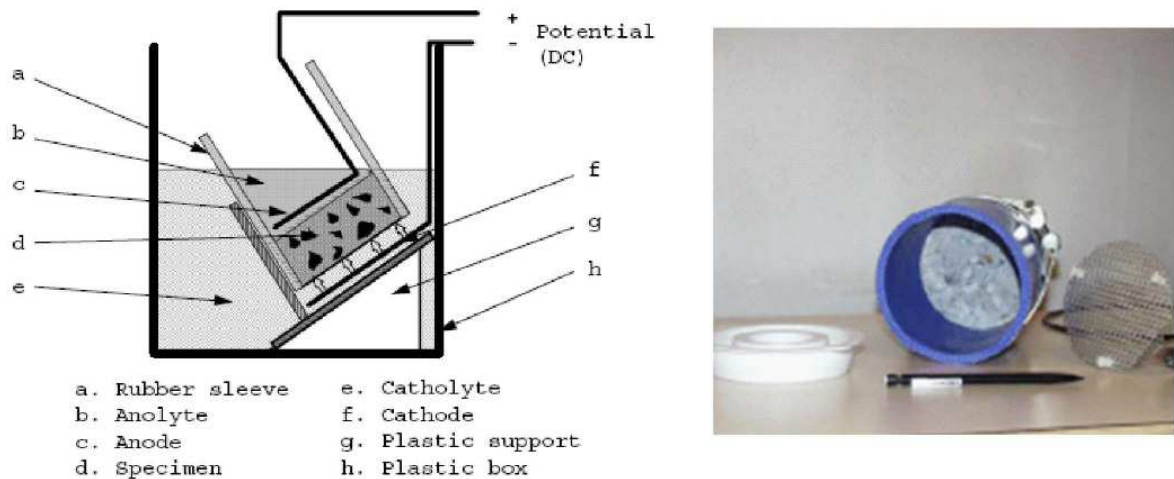 + Potential
- (DC)
a
b
c
d
e
f
g
h
a. Rubber sleeve
b. Anolyte
c. Anode
d. Specimen
e. Catholyte
f. Cathode
g. Plastic support
h. Plastic box